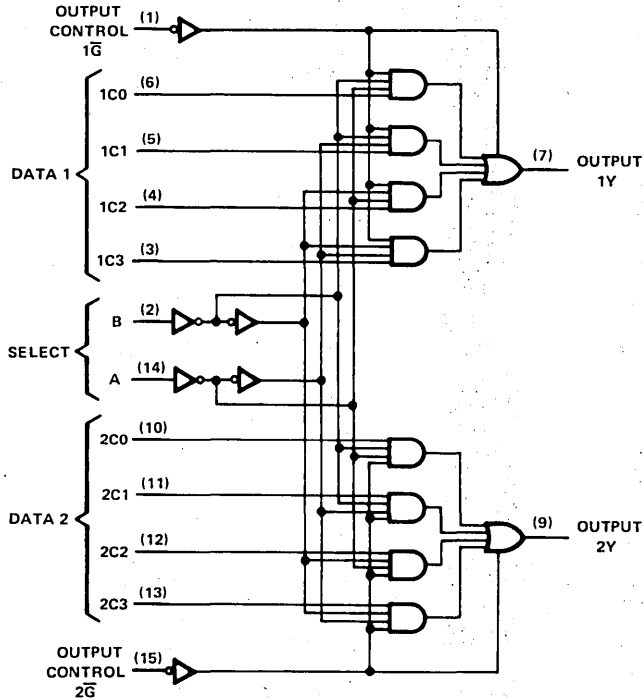 OUTPUT
CONTROL
1G̅
(1)
(6)
1C0
(5)
1C1
DATA 1
(4)
1C2
(3)
1C3
(7)
OUTPUT
1Y
(2)
B
SELECT
(14)
A
(10)
2C0
(11)
2C1
DATA 2
(12)
2C2
(13)
2C3
(9)
OUTPUT
2Y
OUTPUT
CONTROL
2G̅
(15)